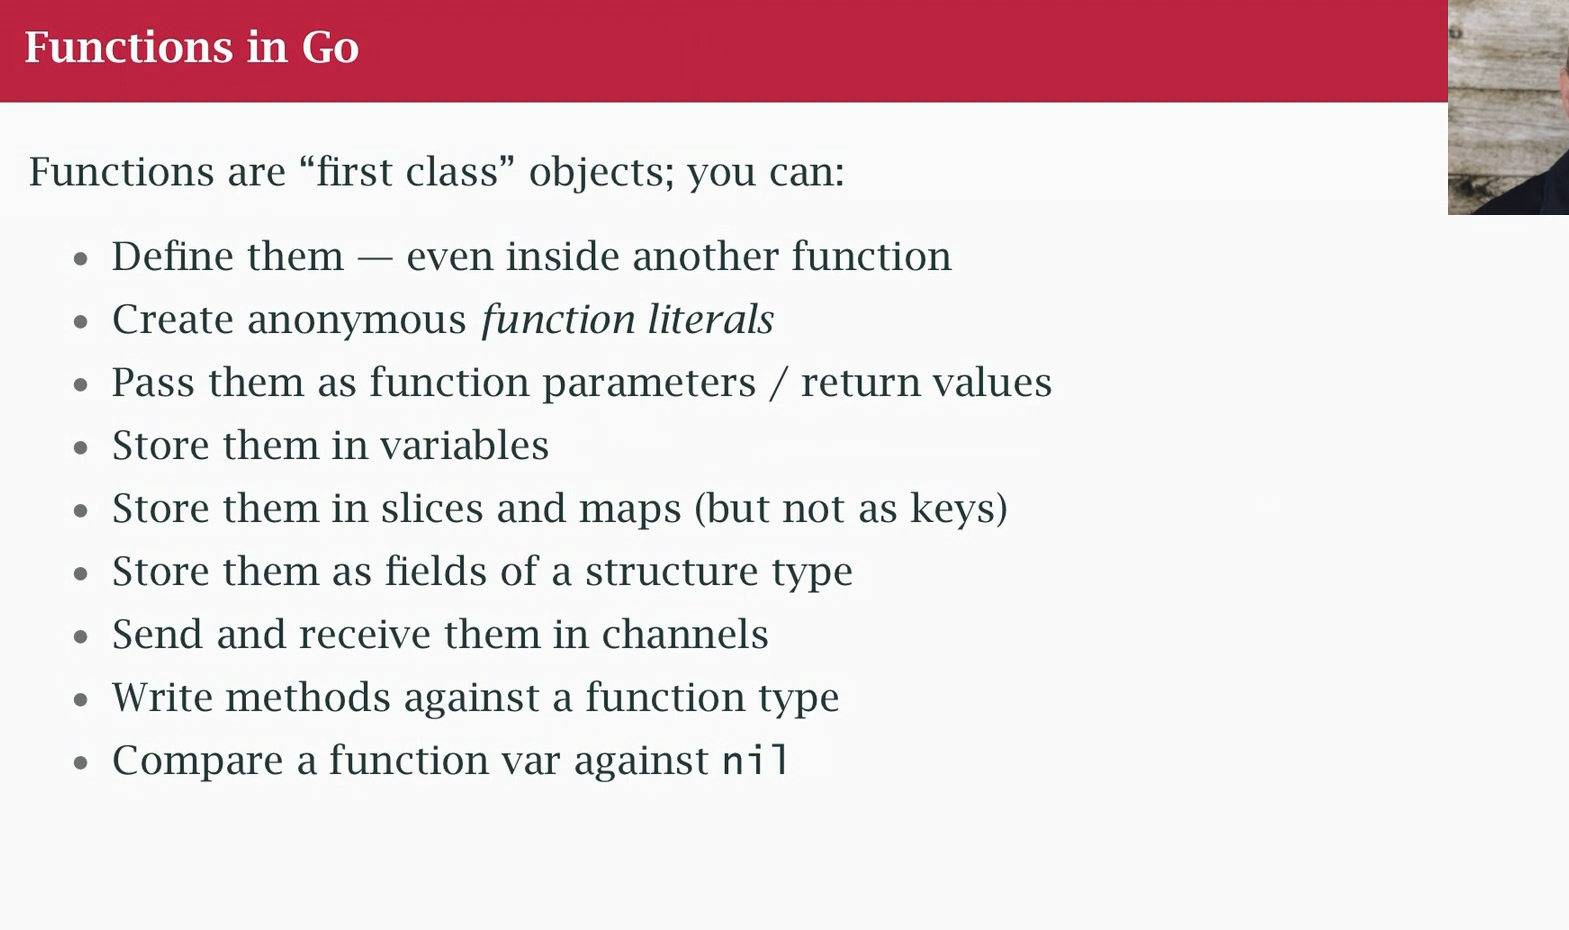 Functions in Go
Functions are “first class” objects; you can:
• Define them — even inside another function
• Create anonymous function literals
• Pass them as function parameters / return values
• Store them in variables
• Store them in slices and maps (but not as keys)
• Store them as fields of a structure type
• Send and receive them in channels
• Write methods against a function type
• Compare a function var against nil